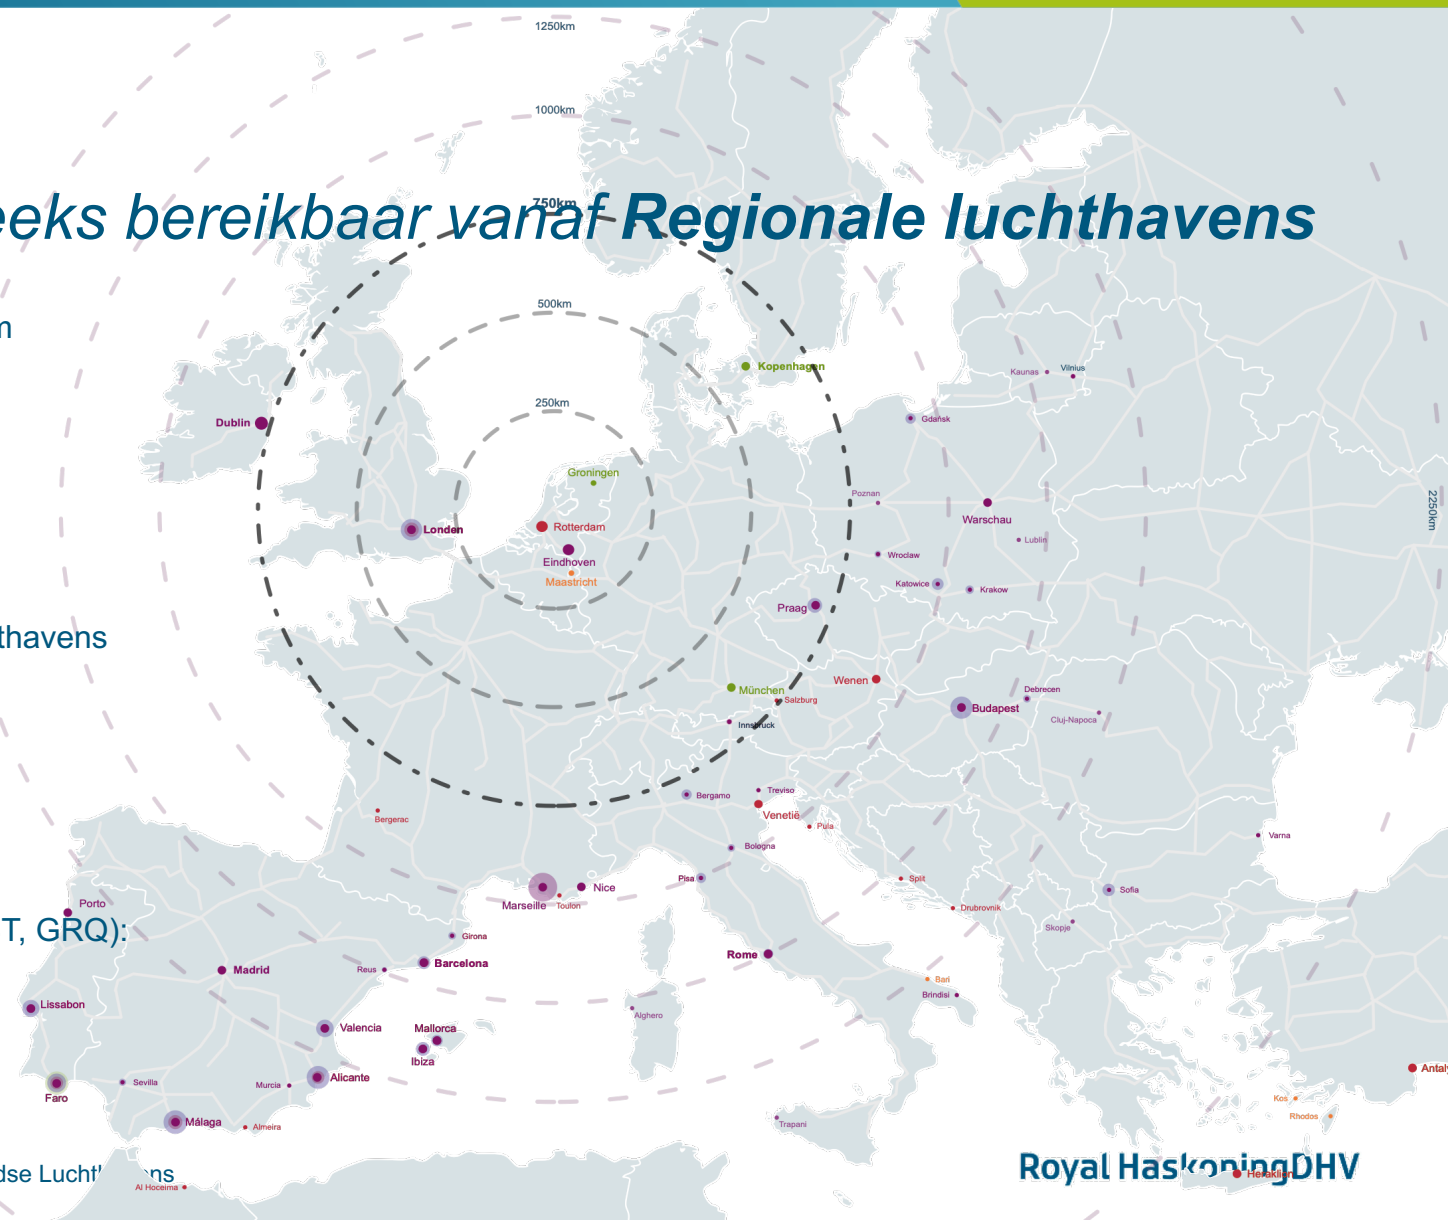 1250km
1000km
750km
eeks bereikbaar vanaf Regionale luchthavens
500km
m
Kopenhagen
Kaunas
Vilnius
250km
Dublin
Gdańsk
Groningen
Poznan
2250km
Londen
Rotterdam
Warschau
Lublin
Eindhoven
Wroclaw
Maastricht
Katowice
Krakow
Praag
thavens
Wenen
München
Salzburg
Debrecen
Budapest
Cluj-Napoca
Innsbruck
Bergamo
Treviso
Venetië
Bergerac
Pula
Varna
Bologna
Pisa
Split
Nice
Sofia
Marseille
Toulon
Porto
Drubrovnik
T, GRQ):
Skopje
Girona
Rome
Barcelona
Madrid
Reus
Bari
Brindisi
Lissabon
Alghero
Valencia
Mallorca
Ibiza
Antaly
Alicante
Sevilla
Murcia
Faro
Kos
Rhodos
Málaga
Almeira
Trapani
dse Lucht
ns
Royal HaskoningDHV
Heraklion
Al Hoceima